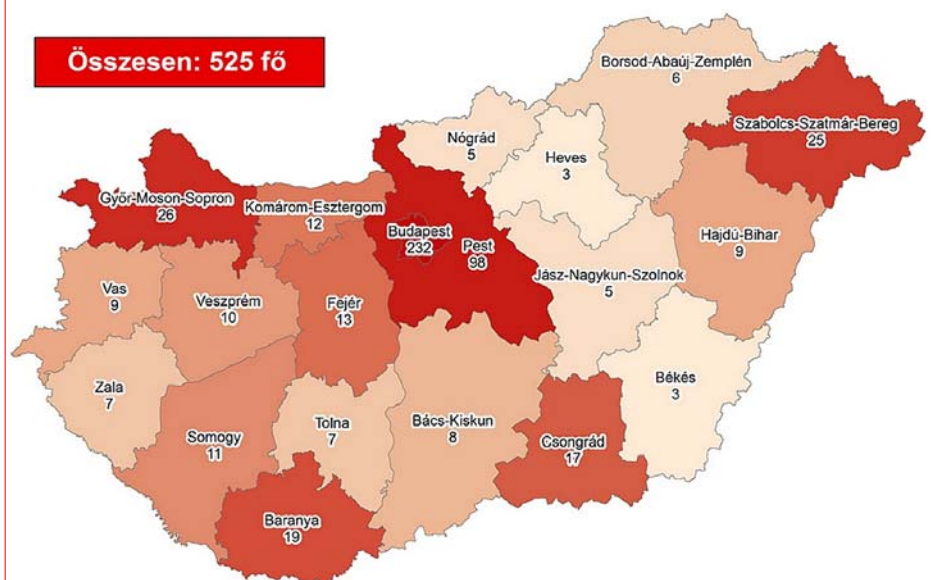 Összesen: 525 fő
Borsod-Abaúj-Zemplén
6
Szabolcs-Szatmár-Bereg
25
Nógrád
5
Heves
3
Győr-Moson-Sopron
26
Komárom-Esztergom
12
Budapest
232
Pest
98
Hajdú-Bihar
9
Jász-Nagykun-Szolnok
5
Vas
9
Veszprém
10
Fejér
13
Zala
7
Békés
3
Tolna
7
Bács-Kiskun
8
Somogy
11
Csongrád
17
Baranya
19